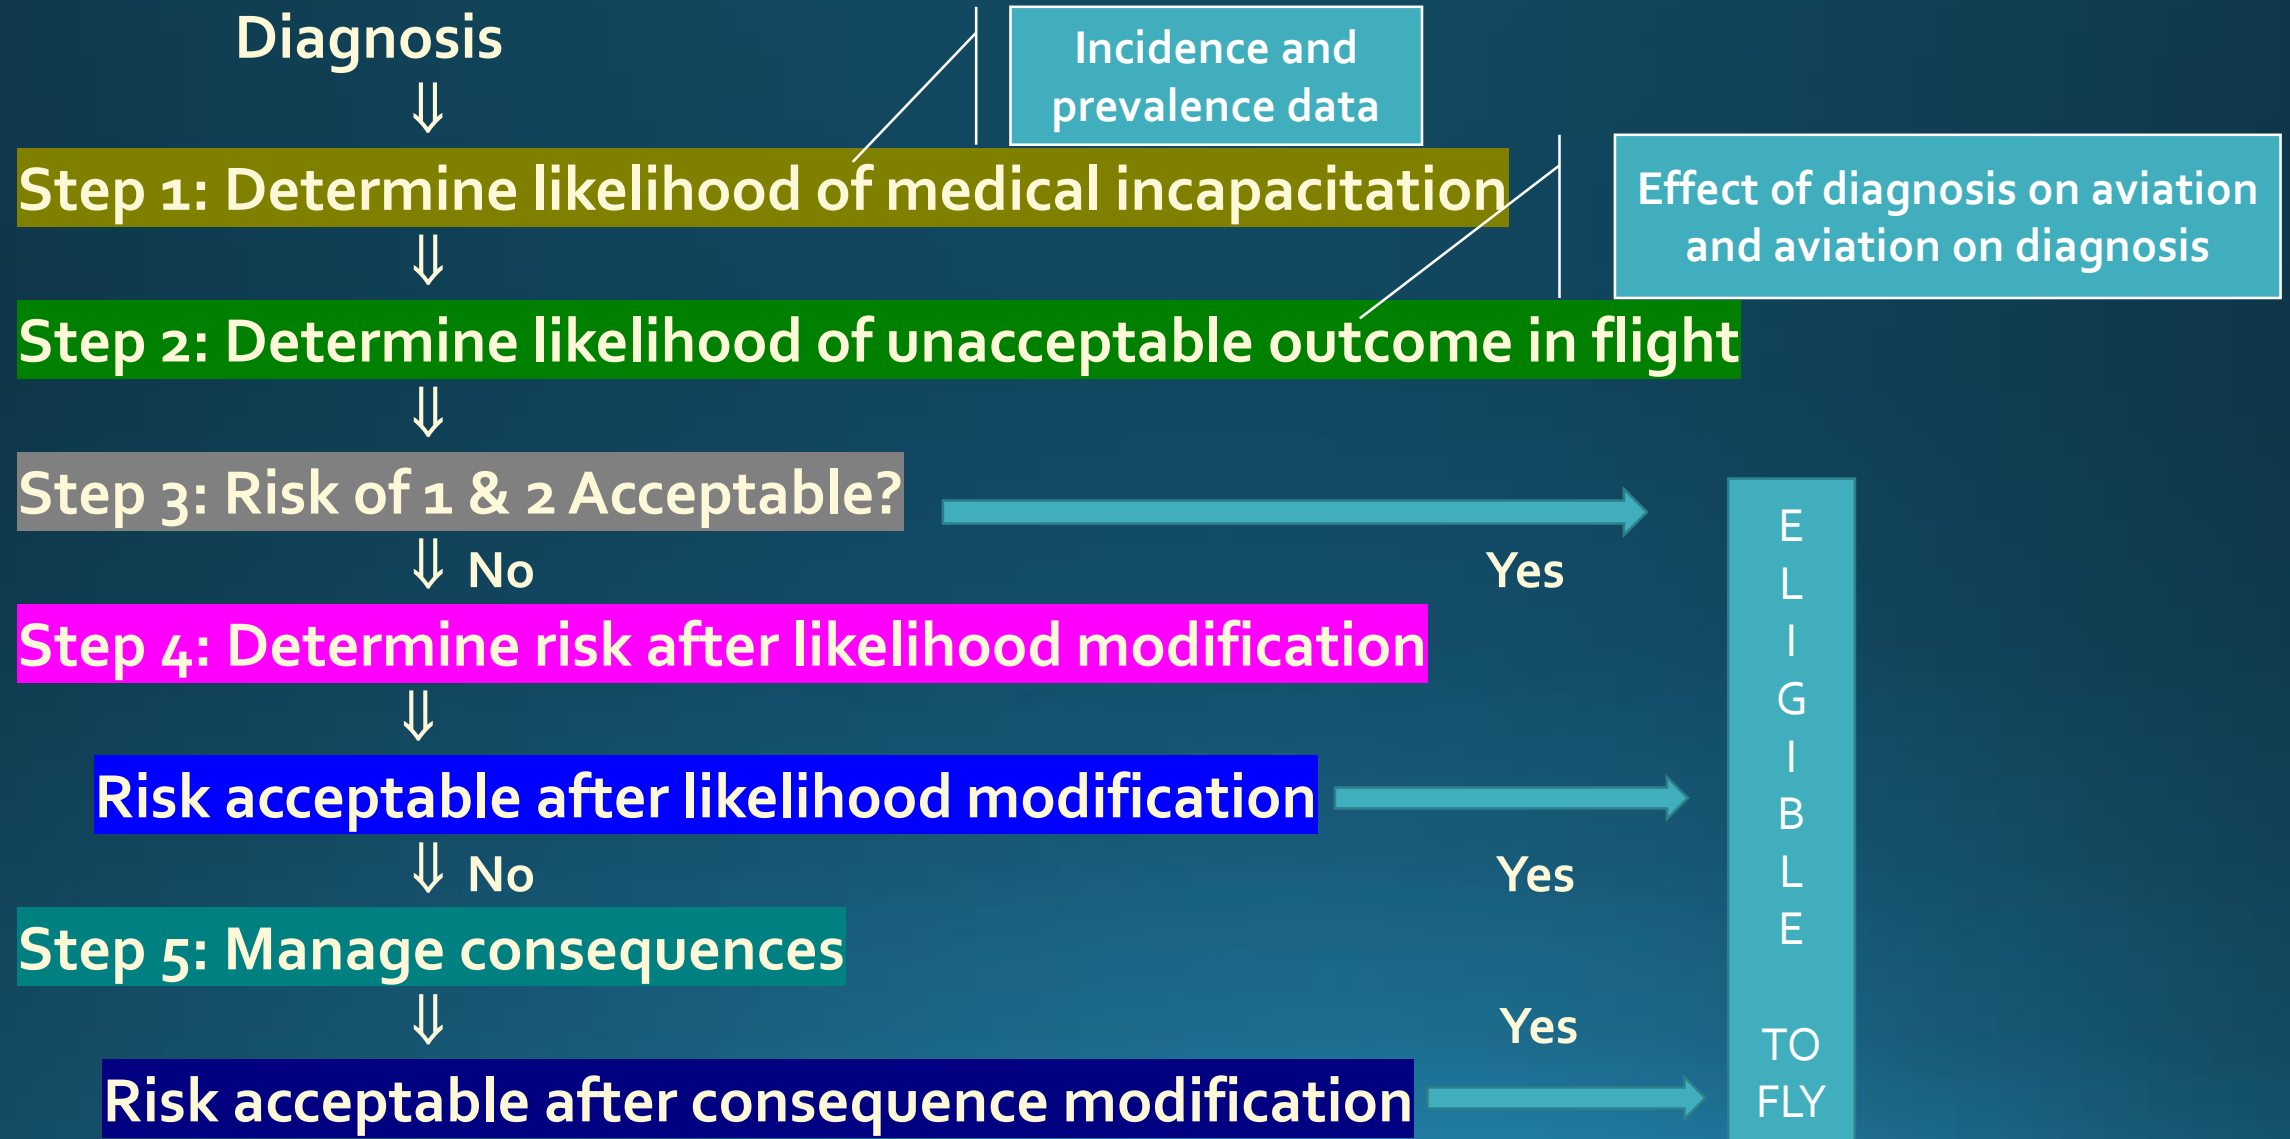 Diagnosis
⇓
Incidence and
prevalence data
Step 1: Determine likelihood of medical incapacitation
⇓
Effect of diagnosis on aviation
and aviation on diagnosis
Step 2: Determine likelihood of unacceptable outcome in flight
⇓
Step 3: Risk of 1 & 2 Acceptable?
⇓ No
Yes
Step 4: Determine risk after likelihood modification
⇓
Risk acceptable after likelihood modification
⇓ No
Yes
Step 5: Manage consequences
⇓
Yes
Risk acceptable after consequence modification
E
L
I
G
I
B
L
E
TO
FLY